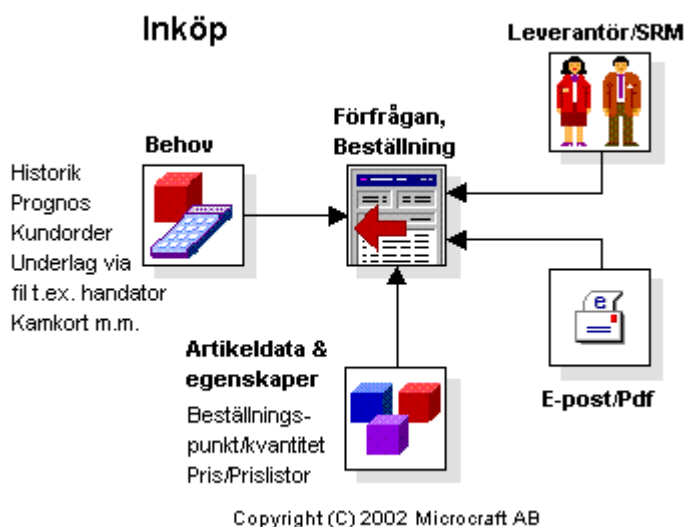 Inköp
Leverantör/SRM
Förfrågan,
Beställning
Behov
Historik
Prognos
Kundorder
Underlag via
fil t.ex. handator
Kamkort m.m.
e
Artikeldata &
egenskaper
Beställnings-
punkt/kvantitet
Pris/Prislistor
E-post/Pdf
Copyright (C) 2002 Microcraft AB